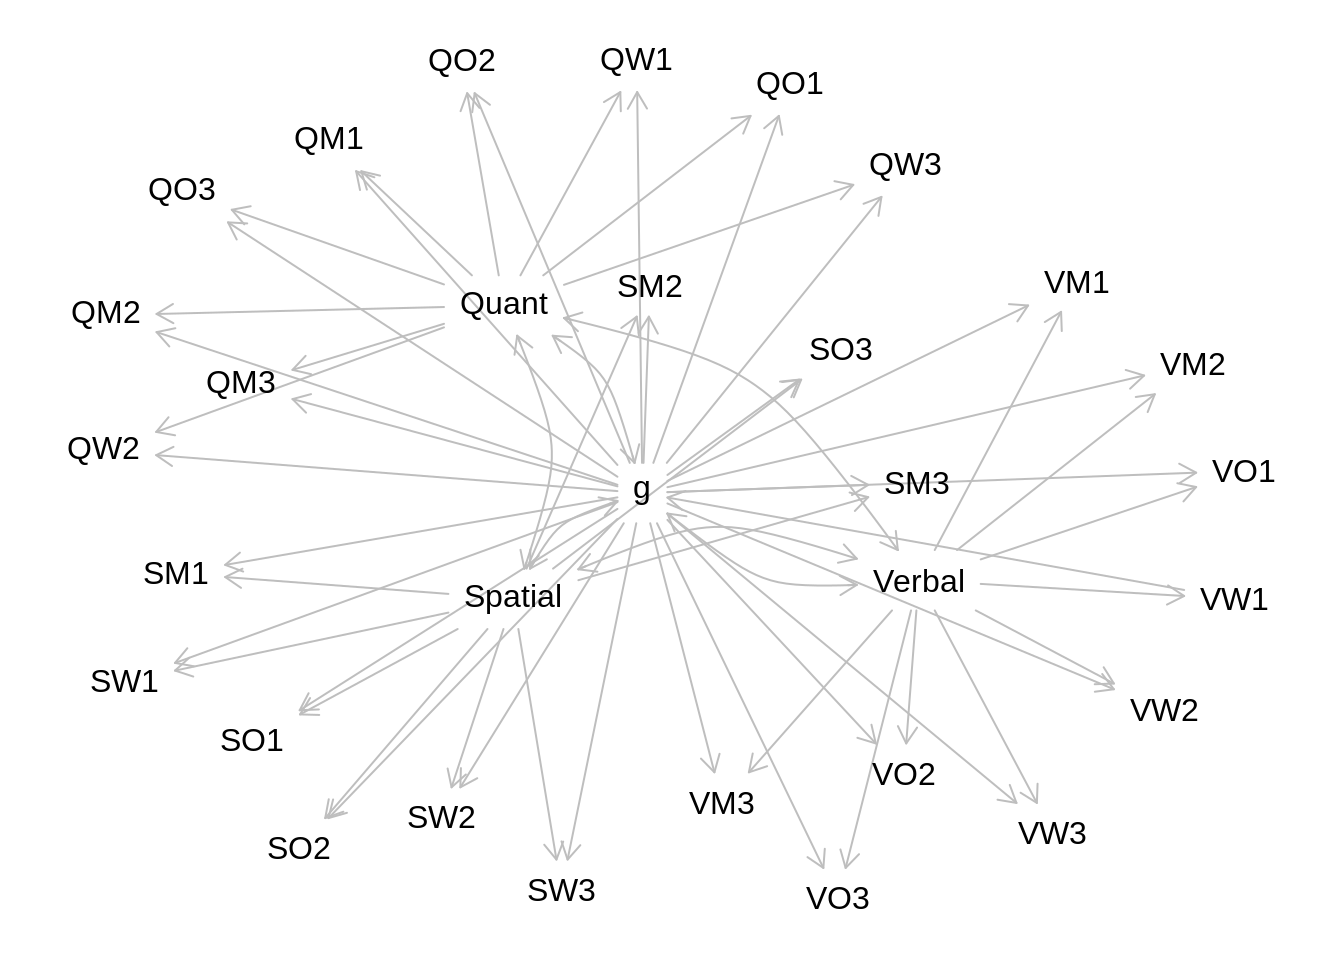 QO2
QW1
QO1
QM1
QW3
QO3
SM2
VM1
Quant
QM2
SO3
VM2
QM3
QW2
VO1
SM3
g
SM1
Verbal
Spatial
VW1
SW1
VW2
SO1
VO2
VM3
SW2
VW3
SO2
SW3
VO3